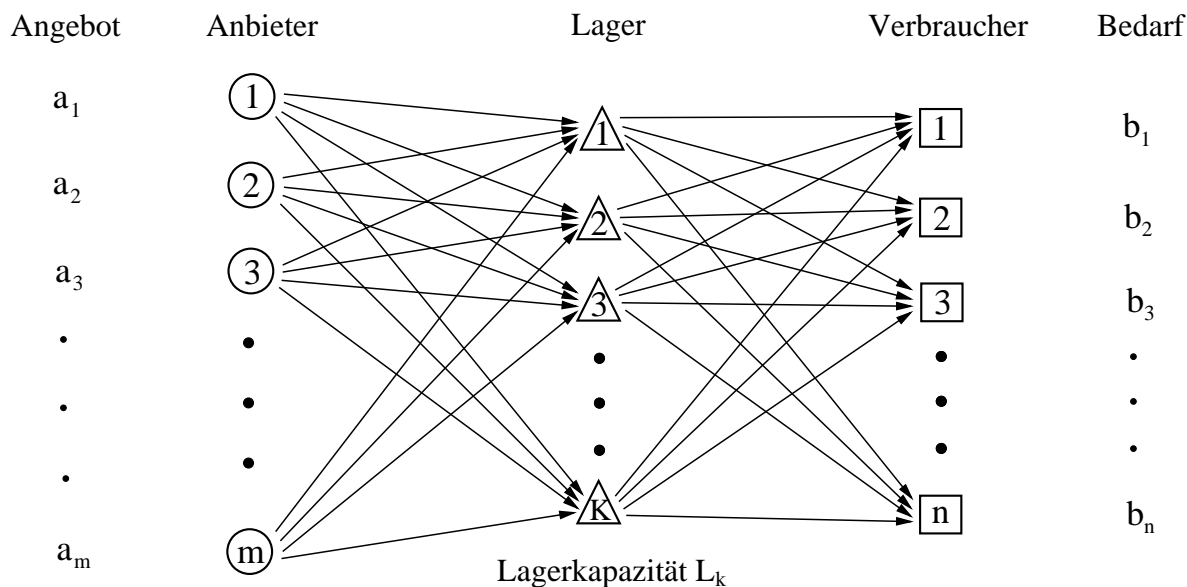 Angebot Anbieter Lager Verbraucher Bedarf
a₁ 1 1 1 b₁
a₂ 2 2 2 b₂
a₃ 3 3 3 b₃
aₘ m K n bₙ
Lagerkapazität Lₖ